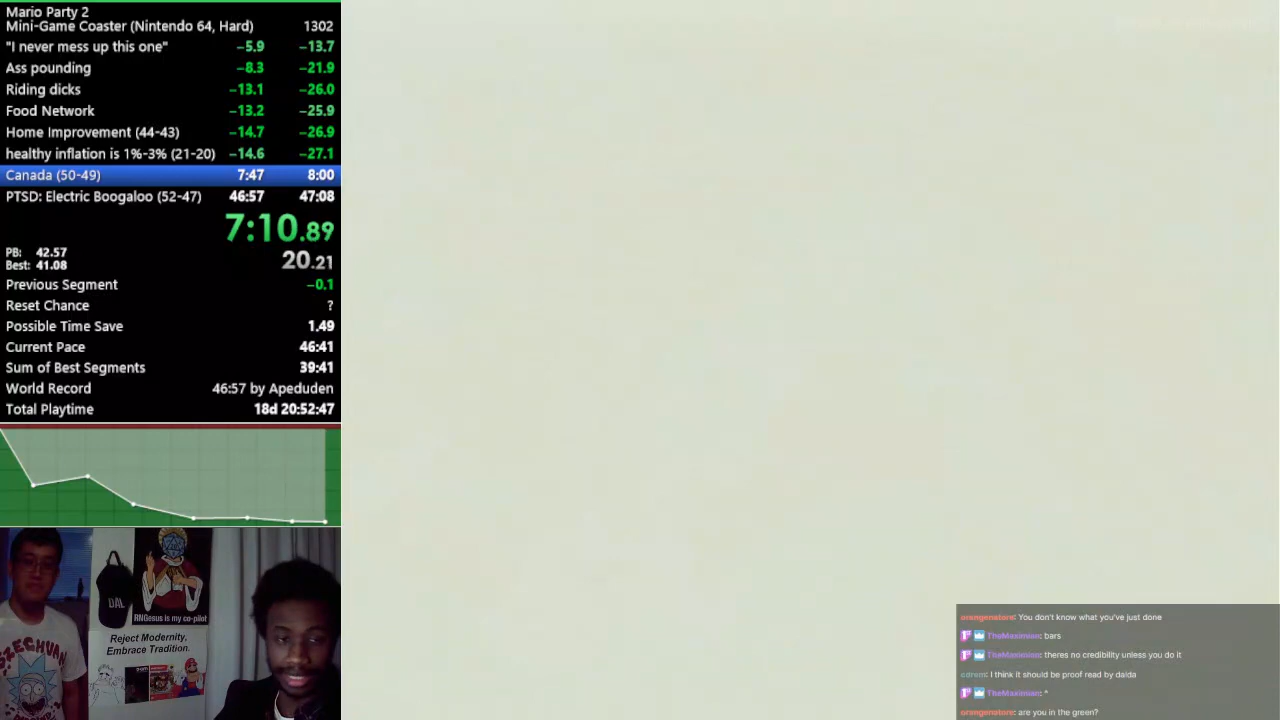 Mario Party 2
Mini-Game Coaster (Nintendo 64, Hard) 1302
"I never mess up this one" -5.9 -13.7
Ass pounding -8.3 -21.9
Riding dicks -13.1 -26.0
Food Network -13.2 -25.9
Home Improvement (44-43) -14.7 -26.9
healthy inflation is 1%-3% (21-20) -14.6 -27.1
Canada (50-49) 7:47 8:00
PTSD: Electric Boogaloo (52-47) 46:57 47:08
7:10.89
PB: 42.57
Best: 41.08
20.21
Previous Segment -0.1
Reset Chance ?
Possible Time Save 1.49
Current Pace 46:41
Sum of Best Segments 39:41
World Record 46:57 by Apeduden
Total Playtime 18d 20:52:47
DAL
RNGesus is my co-pilot
Reject Modernity.
Embrace Tradition.
orangenators: You don't know what you've just done
TheMaximian: bars
TheMaximian: theres no credibility unless you do it
cdrom: I think it should be proof read by dalda
TheMaximian: ^
orangenators: are you in the green?